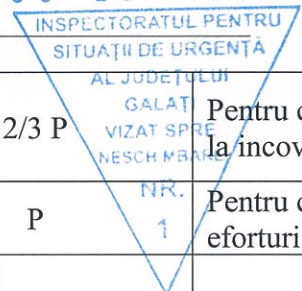 INSPECTORATUL PENTRU
SITUAȚII DE URGENȚĂ
AL JUDEȚULUI
GALAȚI
VIZAT SPRE
NESCHIMBARE
NR.
1
2/3 P
Pentru
la incov
P
Pentru
eforturi